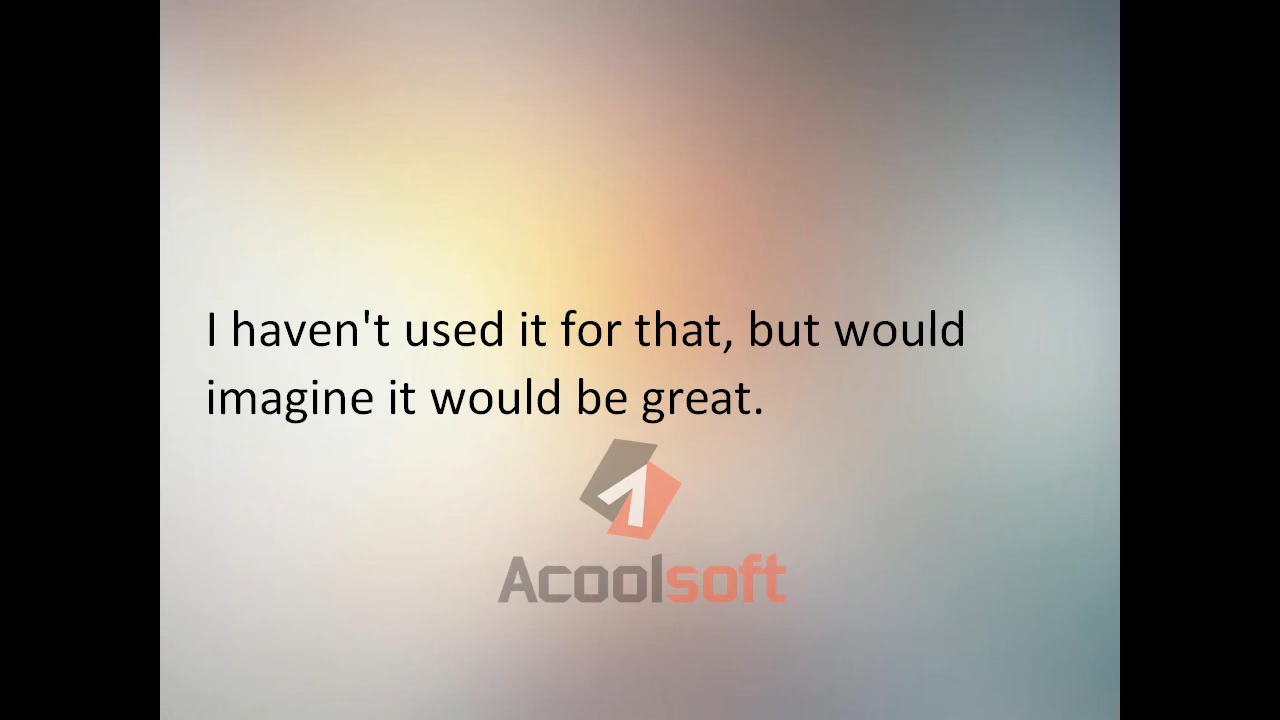 I haven't used it for that, but would
imagine it would be great.
Acoolsoft